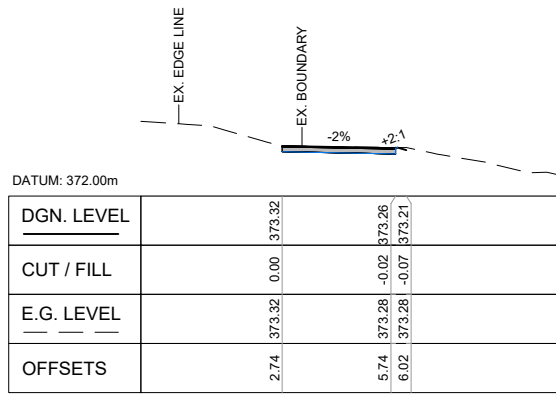 EX. EDGE LINE
EX. BOUNDARY
-2%
+2:1
DATUM: 372.00m
DGN. LEVEL 373.32 373.26 373.21
CUT / FILL 0.00 -0.02 -0.07
E.G. LEVEL 373.32 373.28 373.28
OFFSETS 2.74 5.74 6.02